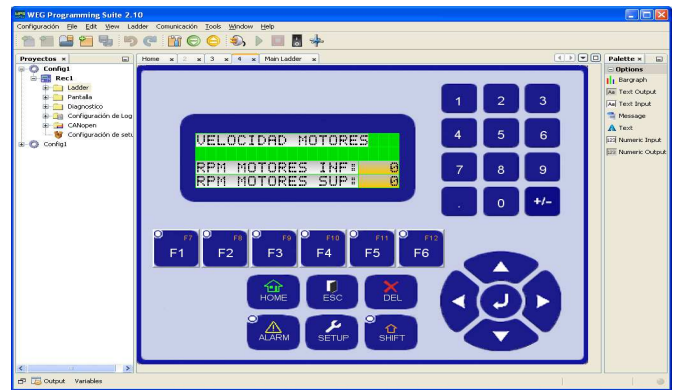 WEG Programming Suite 2.10
Configuración File Edit View Ladder Comunicación Tools Window Help
Proyectos
Home 3 4 Main Ladder
Palette
Config1
Rec1
Ladder
Pantalla
Diagnostico
Configuración de Log
CANopen
Configuración de setu
Config1
Options
Bargraph
Text Output
Text Input
Message
Text
Numeric Input
Numeric Output
VELOCIDAD MOTORES
RPM MOTORES INF: 0
RPM MOTORES SUP: 0
1 2 3
4 5 6
7 8 9
. 0 +/-
F7 F8 F9 F10 F11 F12
F1 F2 F3 F4 F5 F6
HOME ESC DEL
ALARM SETUP SHIFT
Output Variables